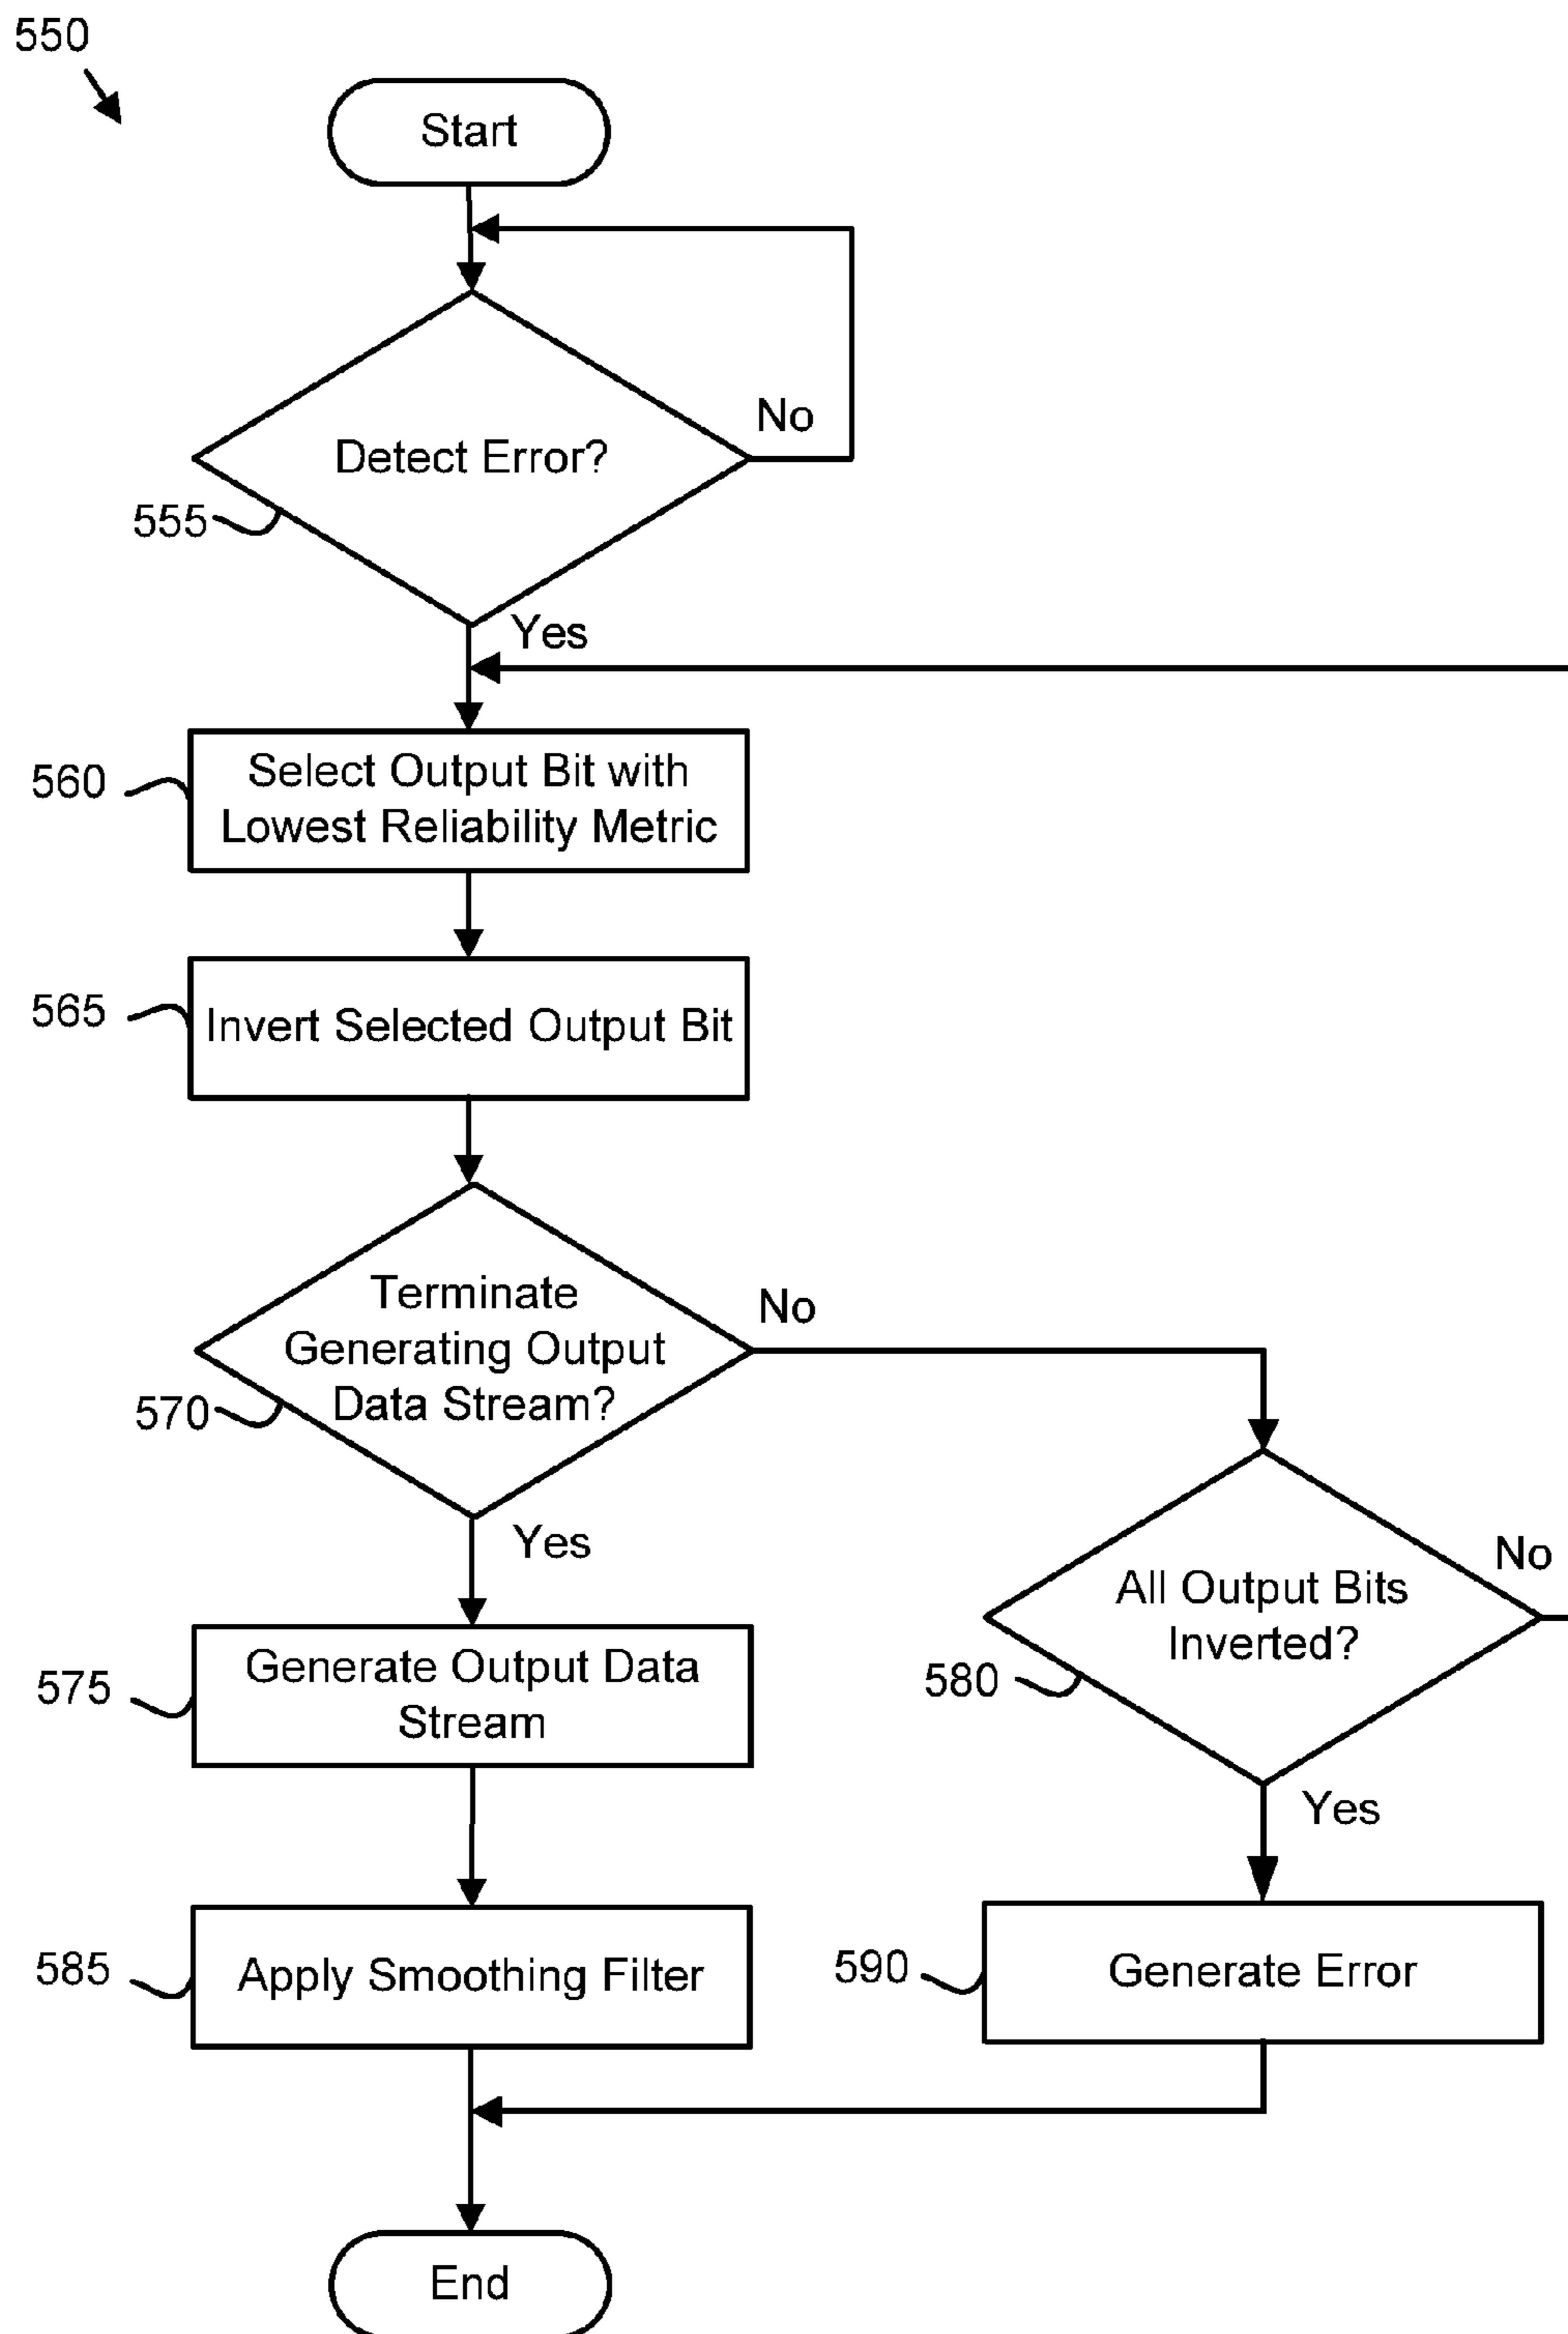 550
Start
No
Detect Error?
555
Yes
560
Select Output Bit with
Lowest Reliability Metric
565
Invert Selected Output Bit
Terminate
Generating Output
Data Stream?
No
570
Yes
All Output Bits
Inverted?
No
580
575
Generate Output Data
Stream
Yes
585
Apply Smoothing Filter
590
Generate Error
End